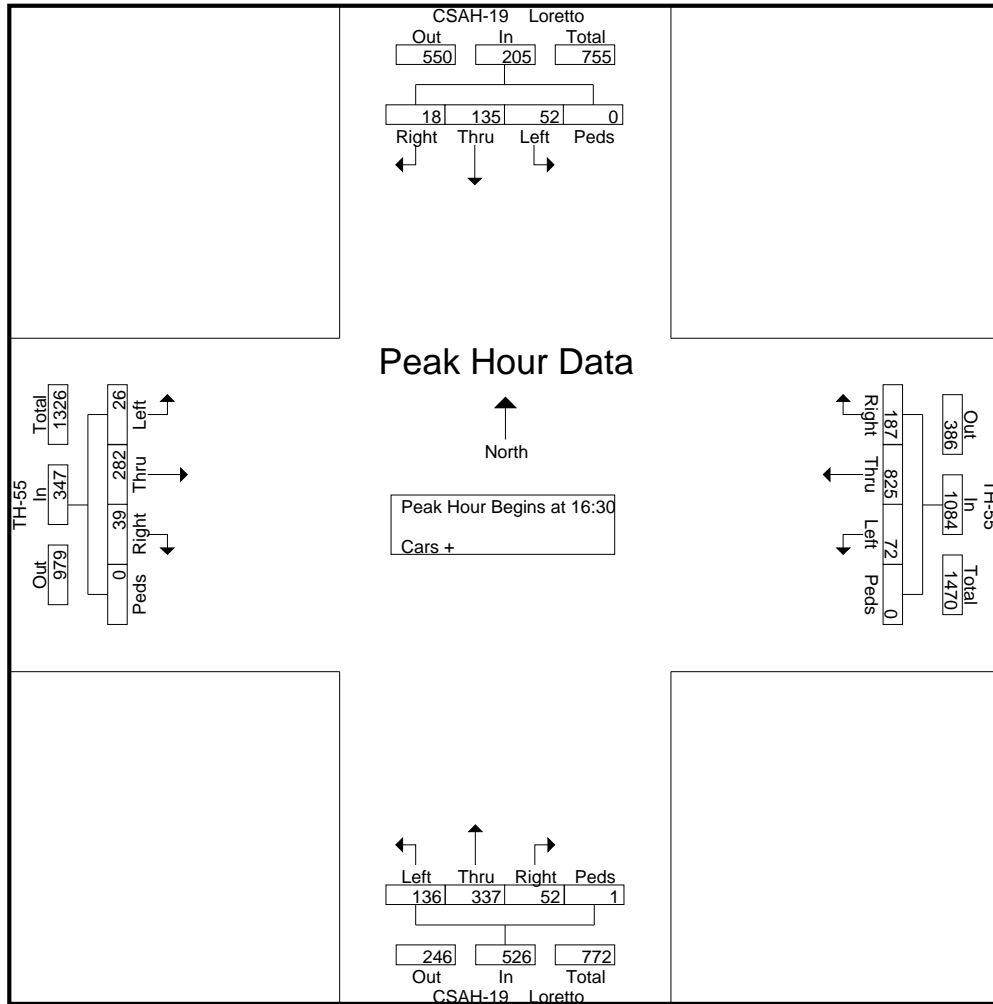 CSAH-19 Loretto
Out In Total
550 205 755
18 135 52 0
Right Thru Left Peds
Peak Hour Data
North
Peak Hour Begins at 16:30
Cars +
TH-55
Total In Out
1326 347 979
26 282 39 0
Left Thru Right Peds
TH-55
Out In Total
386 1084 1470
187 825 72 0
Right Thru Left Peds
Left Thru Right Peds
136 337 52 1
246 526 772
Out In Total
CSAH-19 Loretto